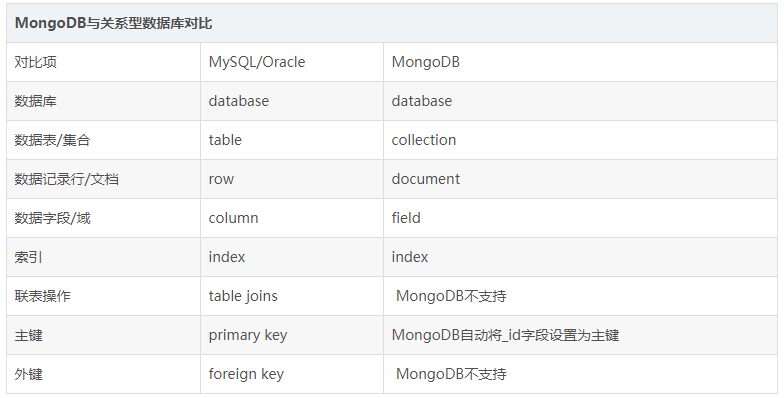 MongoDB与关系型数据库对比
对比项 MySQL/Oracle MongoDB
数据库 database database
数据表/集合 table collection
数据记录行/文档 row document
数据字段/域 column field
索引 index index
联表操作 table joins MongoDB不支持
主键 primary key MongoDB自动将_id字段设置为主键
外键 foreign key MongoDB不支持